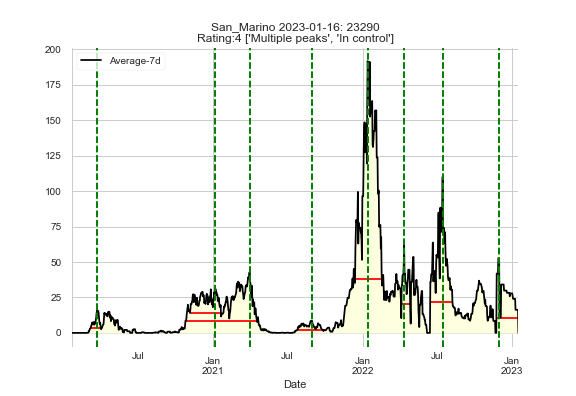 San_Marino 2023-01-16: 23290
Rating:4 ['Multiple peaks', 'In control']
Average-7d
200
175
150
125
100
75
50
25
0
Jul
Jan
2021
Jul
Jan
2022
Jul
Jan
2023
Date